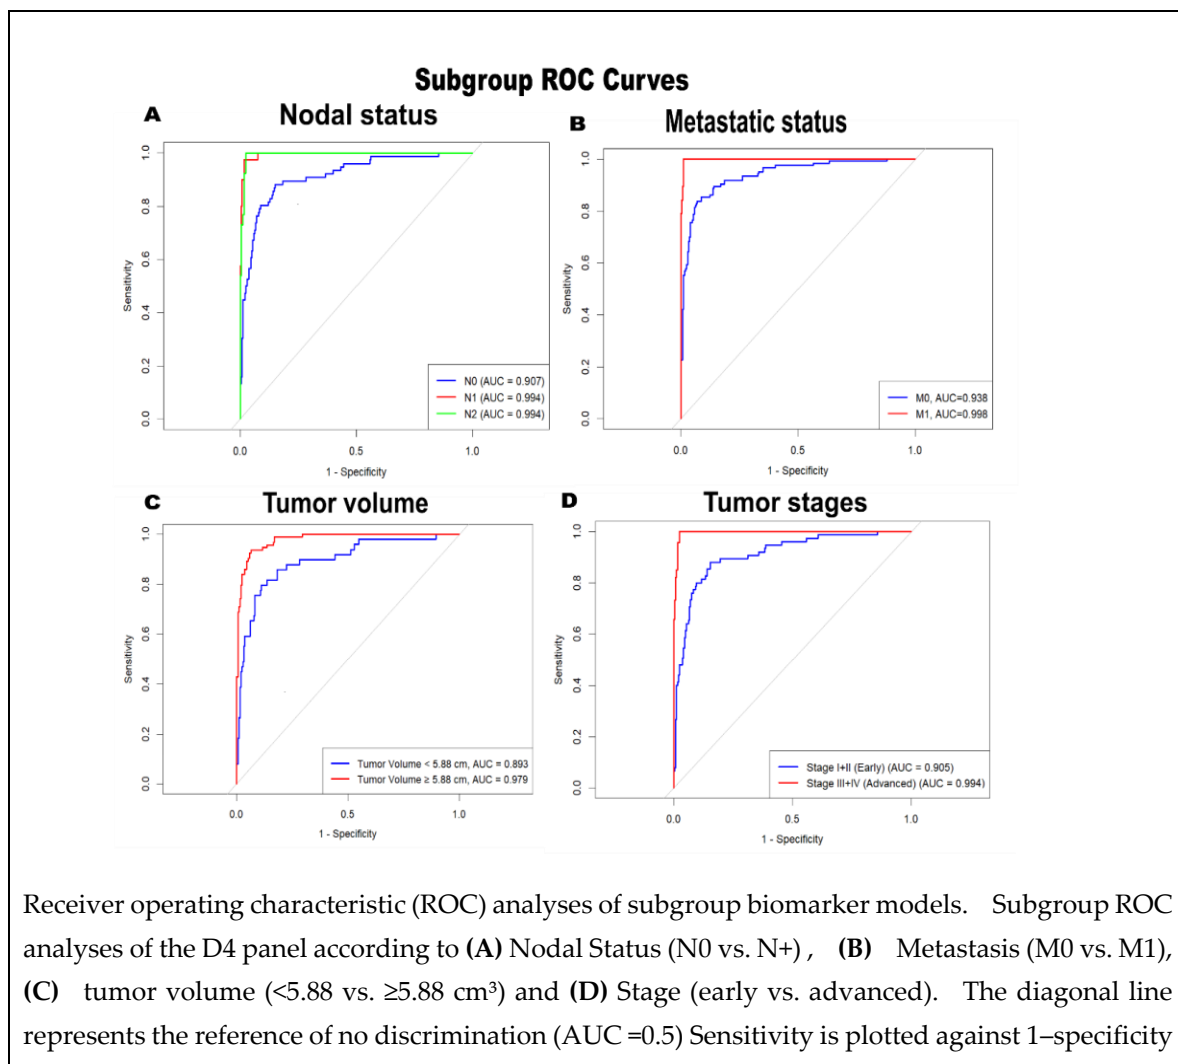 Subgroup ROC Curves
A
Nodal status
Sensitivity
0.0
0.2
0.4
0.6
0.8
1.0
N0 (AUC = 0.907)
N1 (AUC = 0.994)
N2 (AUC = 0.994)
0.0
0.5
1.0
1 - Specificity
B
Metastatic status
Sensitivity
0.0
0.2
0.4
0.6
0.8
1.0
M0, AUC=0.938
M1, AUC=0.998
0.0
0.5
1.0
1 - Specificity
C
Tumor volume
Sensitivity
0.0
0.2
0.4
0.6
0.8
1.0
Tumor Volume < 5.88 cm, AUC = 0.893
Tumor Volume ≥ 5.88 cm, AUC = 0.979
0.0
0.5
1.0
1 - Specificity
D
Tumor stages
Sensitivity
0.0
0.2
0.4
0.6
0.8
1.0
Stage I+II (Early) (AUC = 0.905)
Stage III+IV (Advanced) (AUC = 0.994)
0.0
0.5
1.0
1 - Specificity
Receiver operating characteristic (ROC) analyses of subgroup biomarker models. Subgroup ROC
analyses of the D4 panel according to (A) Nodal Status (N0 vs. N+) , (B) Metastasis (M0 vs. M1),
(C) tumor volume (<5.88 vs. ≥5.88 cm³) and (D) Stage (early vs. advanced). The diagonal line
represents the reference of no discrimination (AUC =0.5) Sensitivity is plotted against 1–specificity